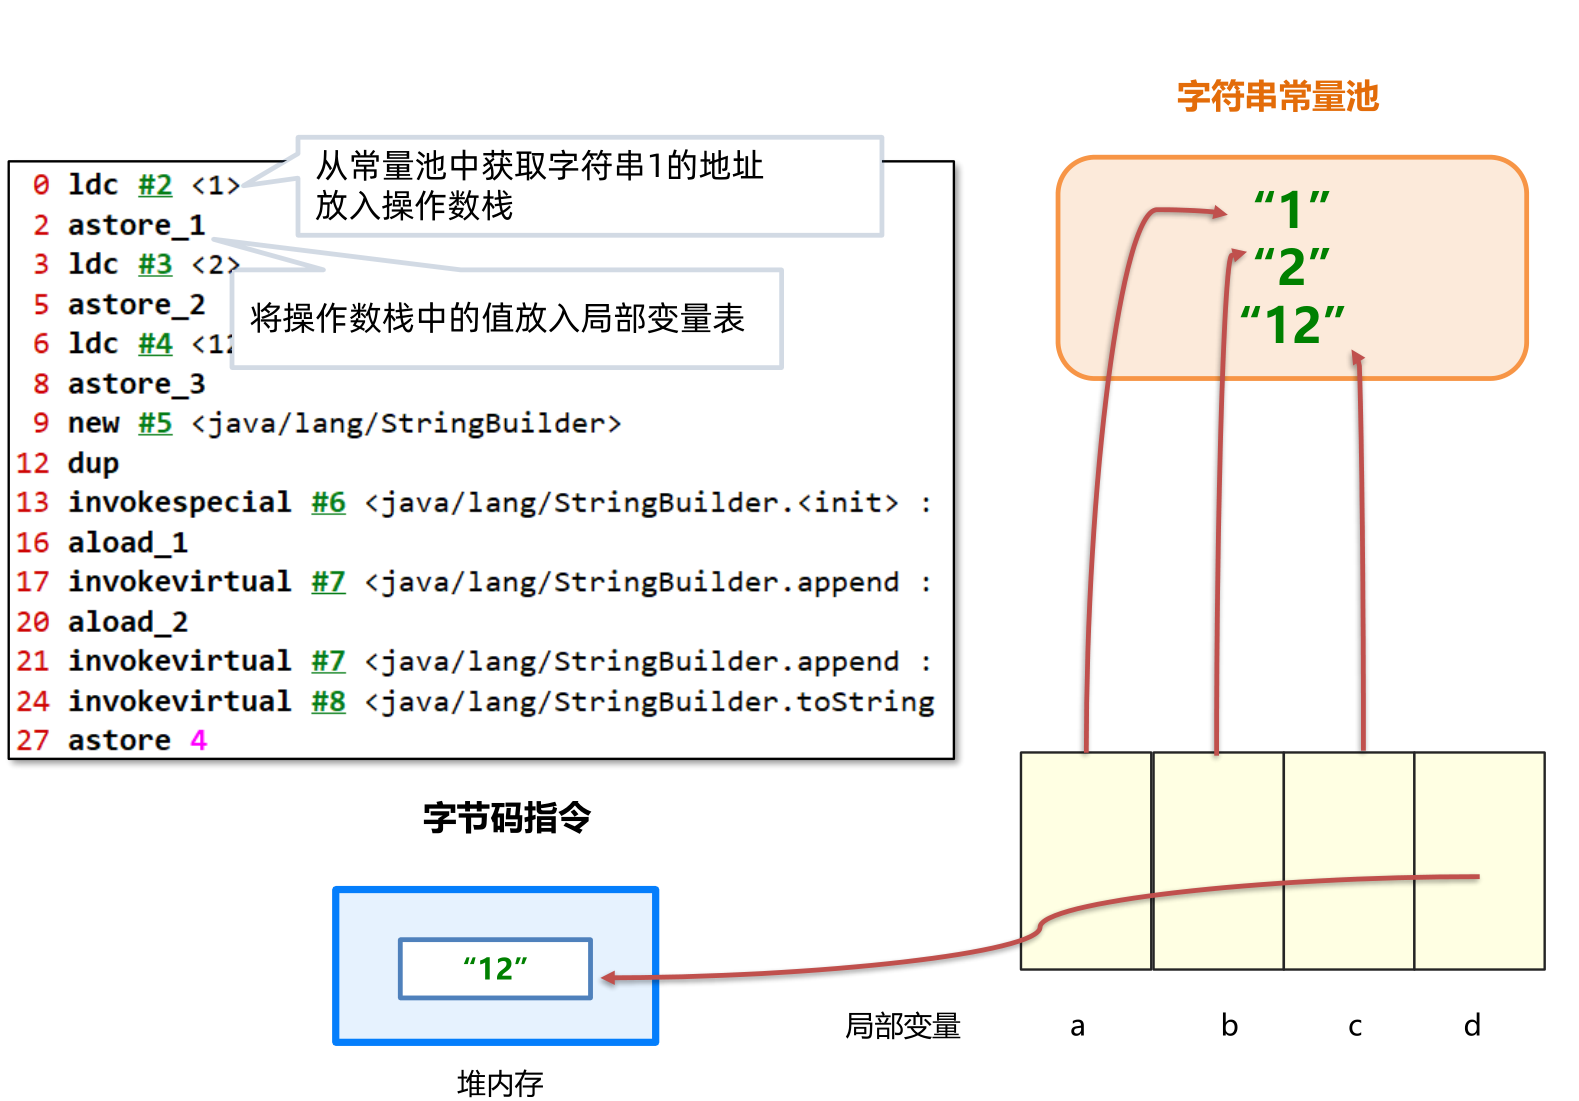 字符串常量池
从常量池中获取字符串1的地址
放入操作数栈
将操作数栈中的值放入局部变量表
0 ldc #2 <1>
2 astore_1
3 ldc #3 <2>
5 astore_2
6 ldc #4 <12
8 astore_3
9 new #5 <java/lang/StringBuilder>
12 dup
13 invokespecial #6 <java/lang/StringBuilder.<init> :
16 aload_1
17 invokevirtual #7 <java/lang/StringBuilder.append :
20 aload_2
21 invokevirtual #7 <java/lang/StringBuilder.append :
24 invokevirtual #8 <java/lang/StringBuilder.toString
27 astore 4
“1”
“2”
“12”
字节码指令
“12”
堆内存
局部变量 a b c d